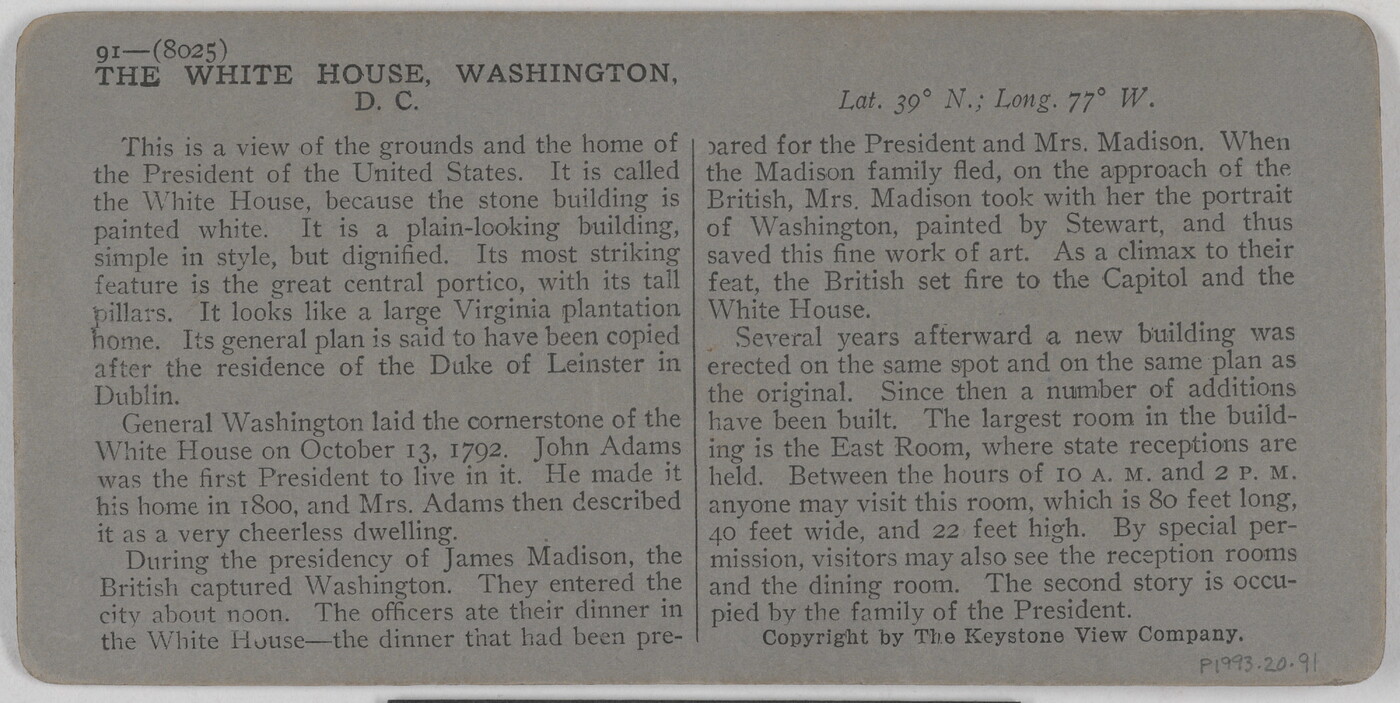 91—(8025)
THE WHITE HOUSE, WASHINGTON,
D. C.
Lat. 39° N.; Long. 77° W.
This is a view of the grounds and the home of
the President of the United States. It is called
the White House, because the stone building is
painted white. It is a plain-looking building,
simple in style, but dignified. Its most striking
feature is the great central portico, with its tall
pillars. It looks like a large Virginia plantation
home. Its general plan is said to have been copied
after the residence of the Duke of Leinster in
Dublin.
General Washington laid the cornerstone of the
White House on October 13, 1792. John Adams
was the first President to live in it. He made it
his home in 1800, and Mrs. Adams then described
it as a very cheerless dwelling.
During the presidency of James Madison, the
British captured Washington. They entered the
city about noon. The officers ate their dinner in
the White House—the dinner that had been pre-
pared for the President and Mrs. Madison. When
the Madison family fled, on the approach of the
British, Mrs. Madison took with her the portrait
of Washington, painted by Stewart, and thus
saved this fine work of art. As a climax to their
feat, the British set fire to the Capitol and the
White House.
Several years afterward a new building was
erected on the same spot and on the same plan as
the original. Since then a number of additions
have been built. The largest room in the build-
ing is the East Room, where state receptions are
held. Between the hours of 10 A. M. and 2 P. M.
anyone may visit this room, which is 80 feet long,
40 feet wide, and 22 feet high. By special per-
mission, visitors may also see the reception rooms
and the dining room. The second story is occu-
pied by the family of the President.
Copyright by The Keystone View Company.
P1993.20.91